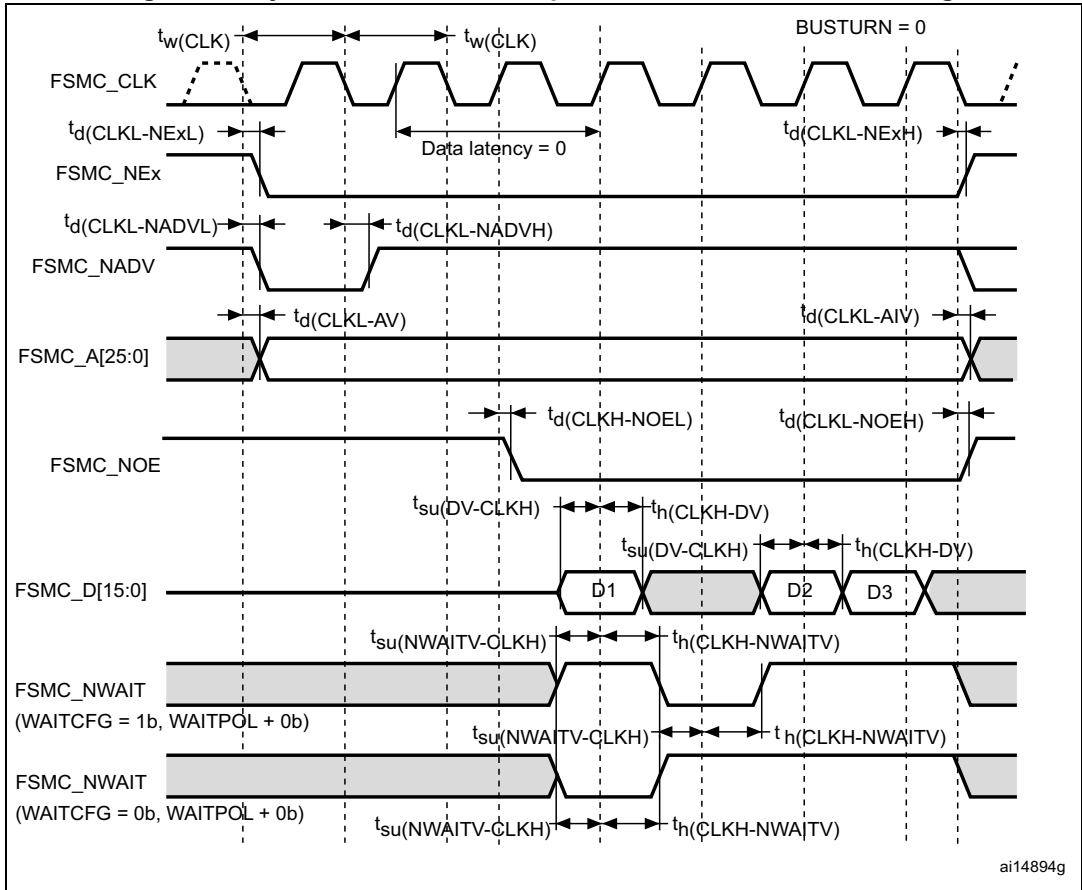 BUSTURN = 0
tw(CLK) tw(CLK)
FSMC_CLK
td(CLKL-NExL) Data latency = 0 td(CLKL-NExH)
FSMC_NEx
td(CLKL-NADVL) td(CLKL-NADVH)
FSMC_NADV
td(CLKL-AV) td(CLKL-AIV)
FSMC_A[25:0]
td(CLKH-NOEL) td(CLKL-NOEH)
FSMC_NOE
tsu(DV-CLKH) th(CLKH-DV)
tsu(DV-CLKH) th(CLKH-DV)
FSMC_D[15:0] D1 D2 D3
tsu(NWAITV-CLKH) th(CLKH-NWAITV)
FSMC_NWAIT
(WAITCFG = 1b, WAITPOL + 0b)
tsu(NWAITV-CLKH) th(CLKH-NWAITV)
FSMC_NWAIT
(WAITCFG = 0b, WAITPOL + 0b)
tsu(NWAITV-CLKH) th(CLKH-NWAITV)
ai14894g